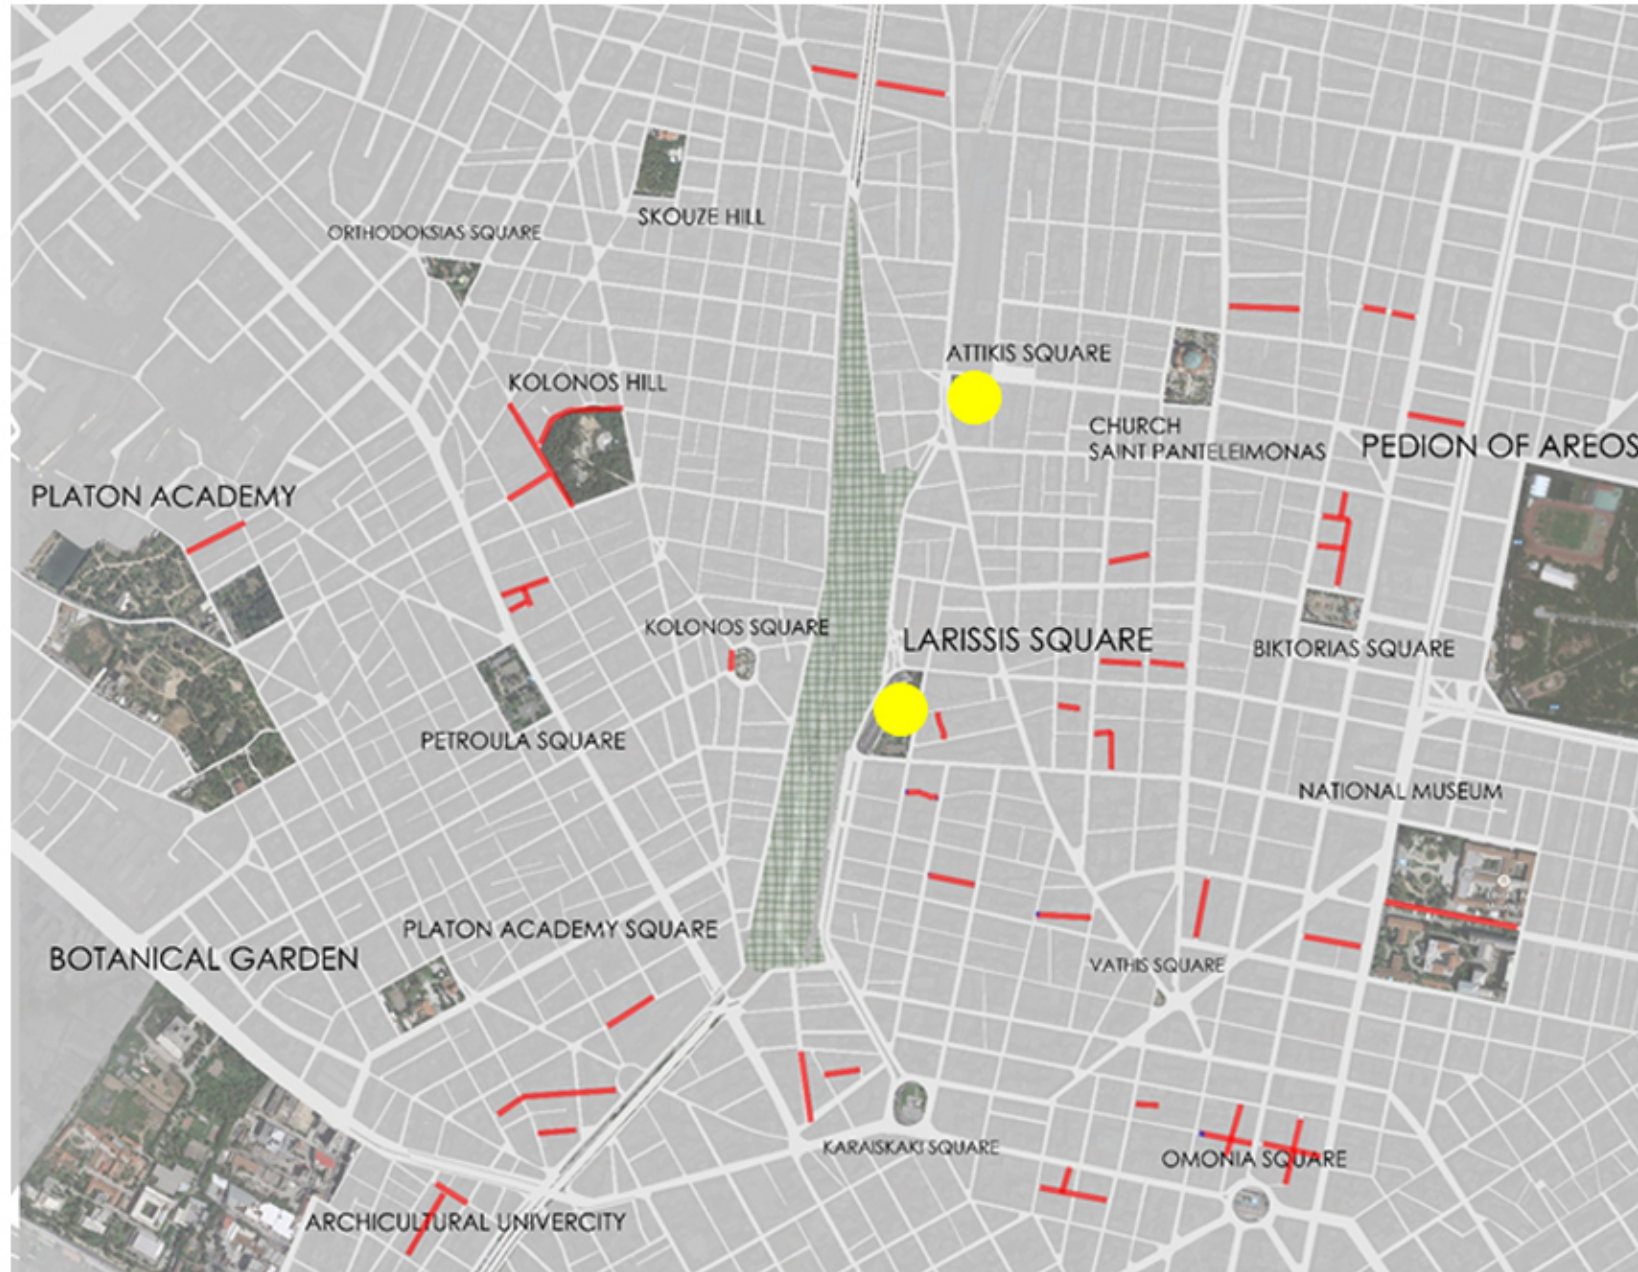 SKOUZE HILL
ORTHODOKSIAS SQUARE
ATTIKIS SQUARE
KOLONOS HILL
CHURCH
SAINT PANTELEIMONAS
PEDION OF AREOS
PLATON ACADEMY
KOLONOS SQUARE
LARISSIS SQUARE
BIKTORIAS SQUARE
PETROULA SQUARE
NATIONAL MUSEUM
PLATON ACADEMY SQUARE
BOTANICAL GARDEN
VATHIS SQUARE
KARAISKAKI SQUARE
OMONIA SQUARE
ARCHICULTURAL UNIVERCITY